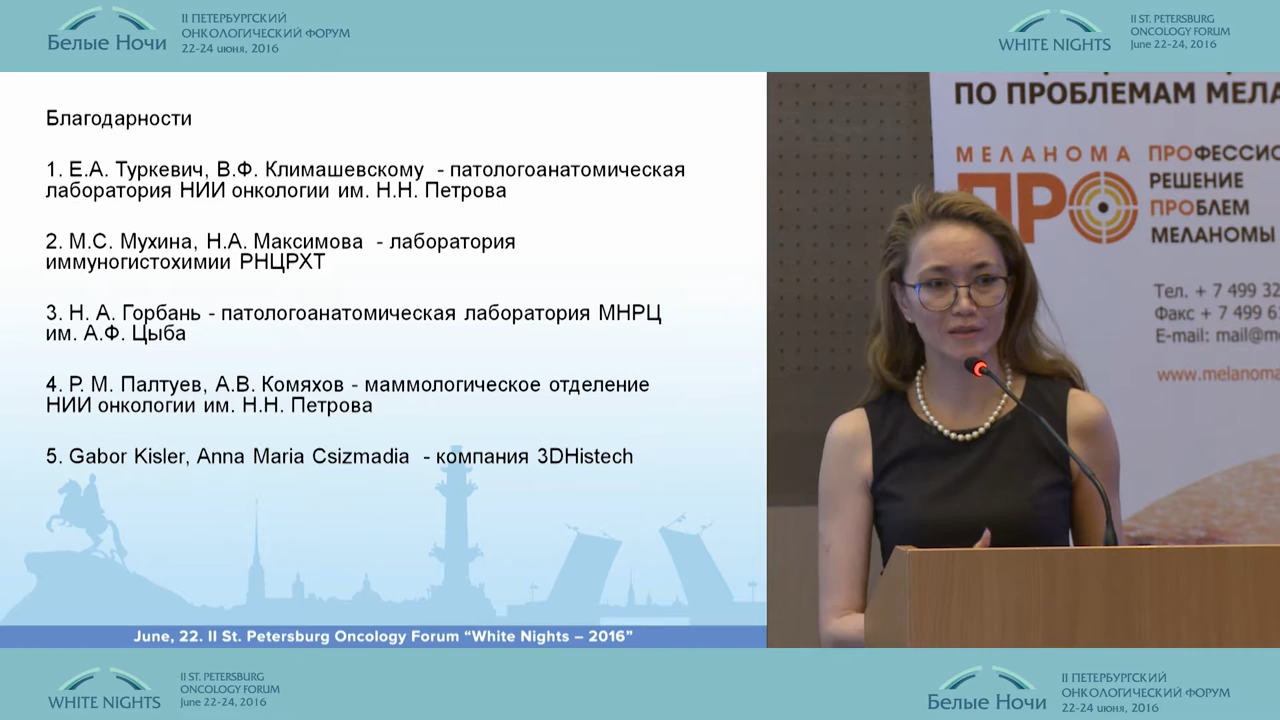 Белые Ночи
II ПЕТЕРБУРГСКИЙ
ОНКОЛОГИЧЕСКИЙ ФОРУМ
22-24 июня, 2016
WHITE NIGHTS
II ST. PETERSBURG
ONCOLOGY FORUM
June 22-24, 2016
Благодарности
1. Е.А. Туркевич, В.Ф. Климашевскому - патологоанатомическая
лаборатория НИИ онкологии им. Н.Н. Петрова
2. М.С. Мухина, Н.А. Максимова - лаборатория
иммуногистохимии РНЦРХТ
3. Н. А. Горбань - патологоанатомическая лаборатория МНРЦ
им. А.Ф. Цыба
4. Р. М. Палтуев, А.В. Комяхов - маммологическое отделение
НИИ онкологии им. Н.Н. Петрова
5. Gabor Kisler, Anna Maria Csizmadia - компания 3DHistech
June, 22. II St. Petersburg Oncology Forum “White Nights – 2016”
ПО ПРОБЛЕМАМ МЕЛА
МЕЛАНОМА
ПРО
ПРОФЕССИО
РЕШЕНИЕ
ПРОБЛЕМ
МЕЛАНОМЫ
Тел. + 7 499 32
Факс + 7 499 6
E-mail: mail@m
www.melanoma
WHITE NIGHTS
II ST. PETERSBURG
ONCOLOGY FORUM
June 22-24, 2016
Белые Ночи
II ПЕТЕРБУРГСКИЙ
ОНКОЛОГИЧЕСКИЙ ФОРУМ
22-24 июня, 2016